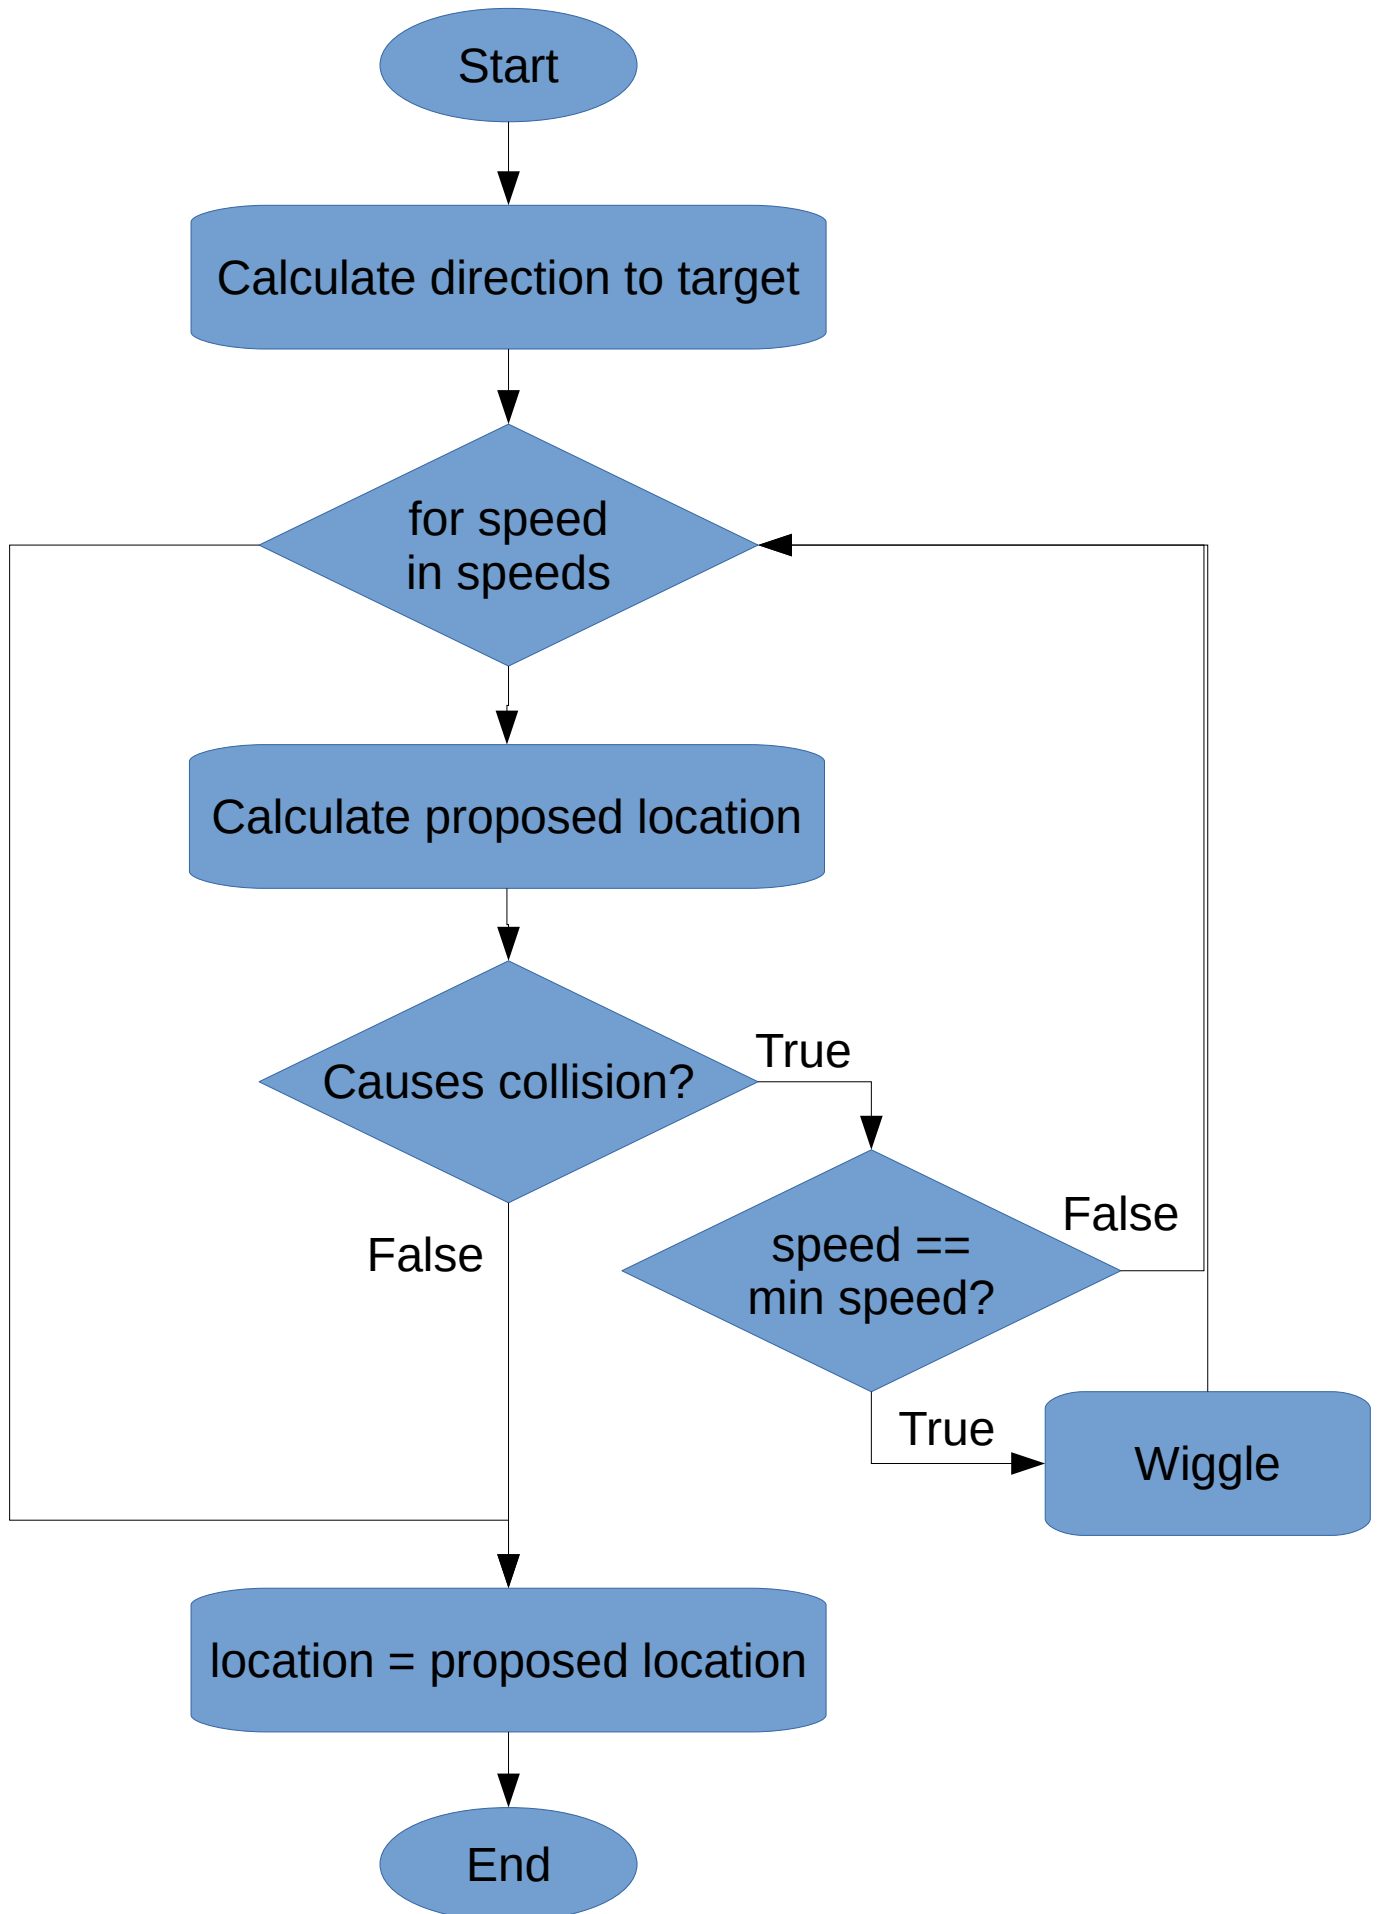 Start
Calculate direction to target
for speed
in speeds
Calculate proposed location
Causes collision?
True
False
speed ==
min speed?
False
True
Wiggle
location = proposed location
End